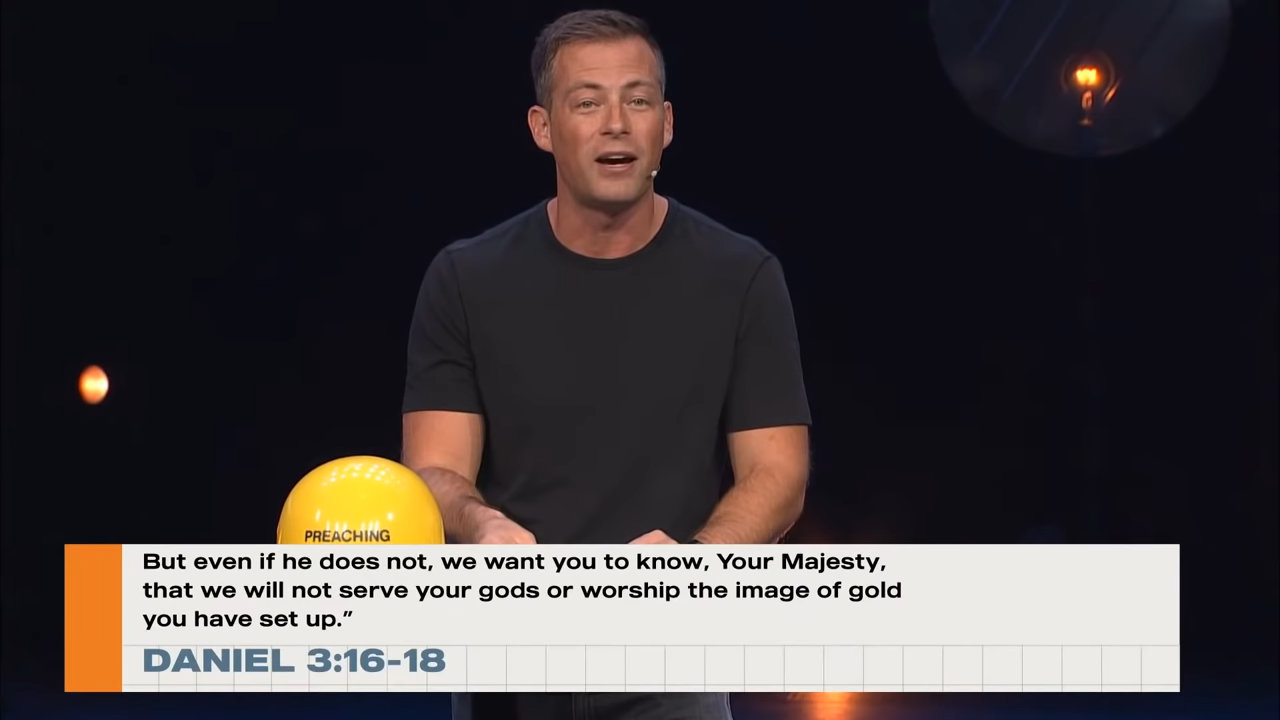 PREACHING
But even if he does not, we want you to know, Your Majesty,
that we will not serve your gods or worship the image of gold
you have set up.”
DANIEL 3:16-18